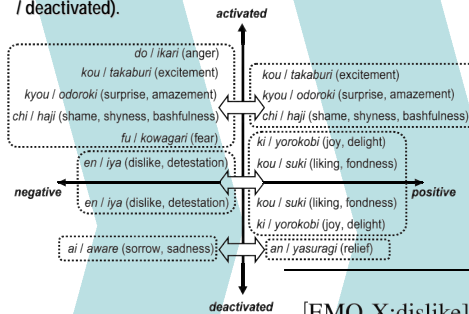 / deactivated).
activated
do / ikari (anger)
kou / takaburi (excitement)
kyou / odoroki (surprise, amazement)
chi / haji (shame, shyness, bashfulness)
fu / kowagari (fear)
en / iya (dislike, detestation)
kou / takaburi (excitement)
kyou / odoroki (surprise, amazement)
chi / haji (shame, shyness, bashfulness)
ki / yorokobi (joy, delight)
kou / suki (liking, fondness)
negative
positive
en / iya (dislike, detestation)
kou / suki (liking, fondness)
ki / yorokobi (joy, delight)
ai / aware (sorrow, sadness)
an / yasuragi (relief)
deactivated
[EMO_X:dislike]